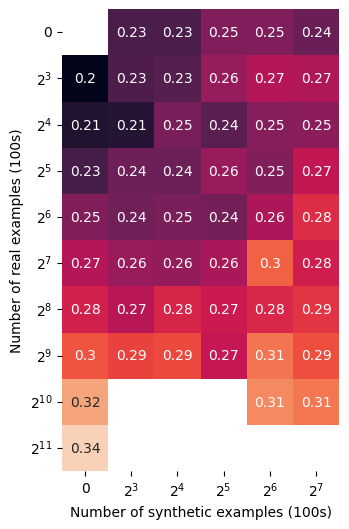 0 0.23 0.23 0.25 0.25 0.24
2³ 0.2 0.23 0.23 0.26 0.27 0.27
2⁴ 0.21 0.21 0.25 0.24 0.25 0.25
2⁵ 0.23 0.24 0.24 0.26 0.25 0.27
2⁶ 0.25 0.24 0.25 0.24 0.26 0.28
2⁷ 0.27 0.26 0.26 0.26 0.3 0.28
2⁸ 0.28 0.27 0.28 0.27 0.28 0.29
2⁹ 0.3 0.29 0.29 0.27 0.31 0.29
2¹⁰ 0.32 0.31 0.31
2¹¹ 0.34
0 2³ 2⁴ 2⁵ 2⁶ 2⁷
Number of synthetic examples (100s)
Number of real examples (100s)